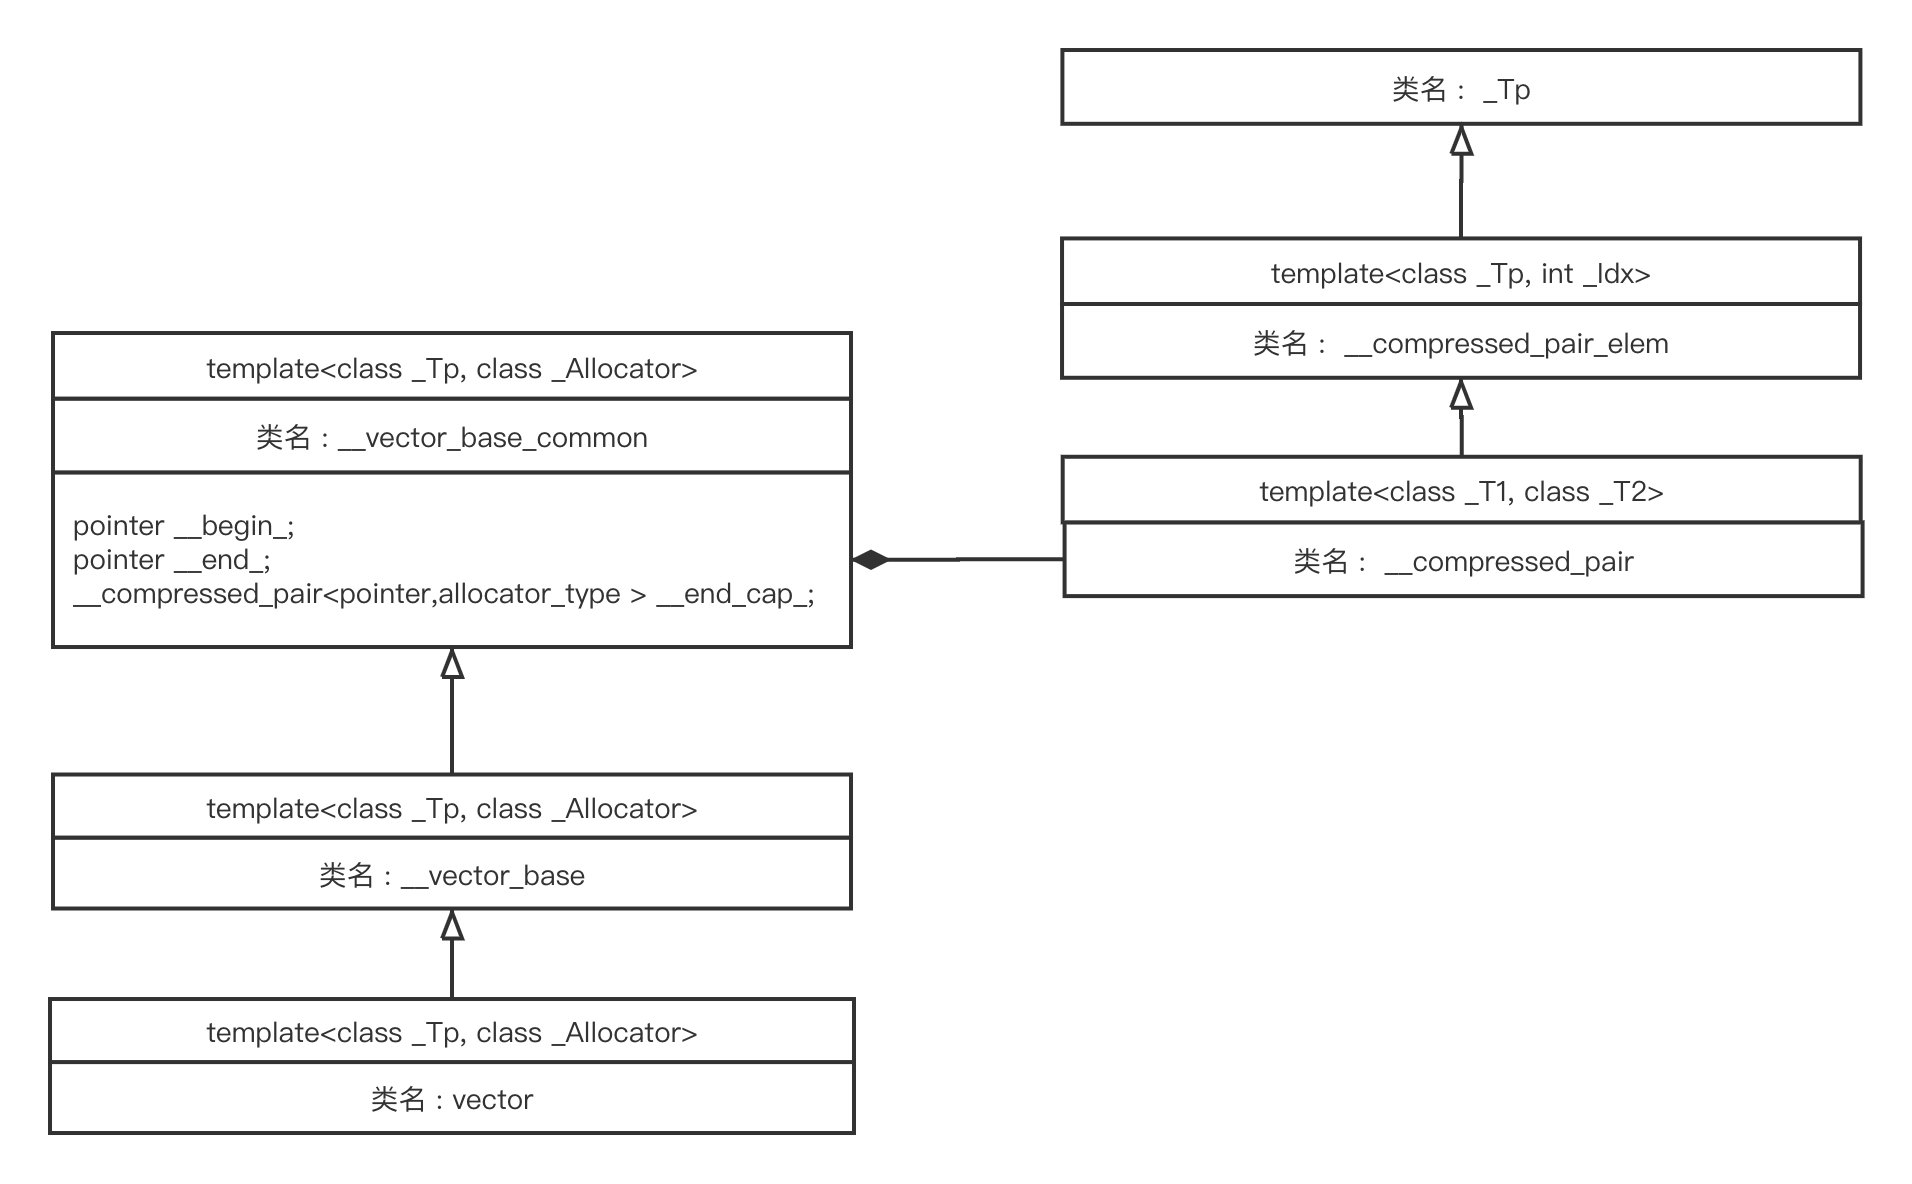 类名： _Tp
template<class _Tp, int _Idx>
类名： __compressed_pair_elem
template<class _T1, class _T2>
类名： __compressed_pair
template<class _Tp, class _Allocator>
类名：__vector_base_common
pointer __begin_;
pointer __end_;
__compressed_pair<pointer,allocator_type > __end_cap_;
template<class _Tp, class _Allocator>
类名：__vector_base
template<class _Tp, class _Allocator>
类名：vector